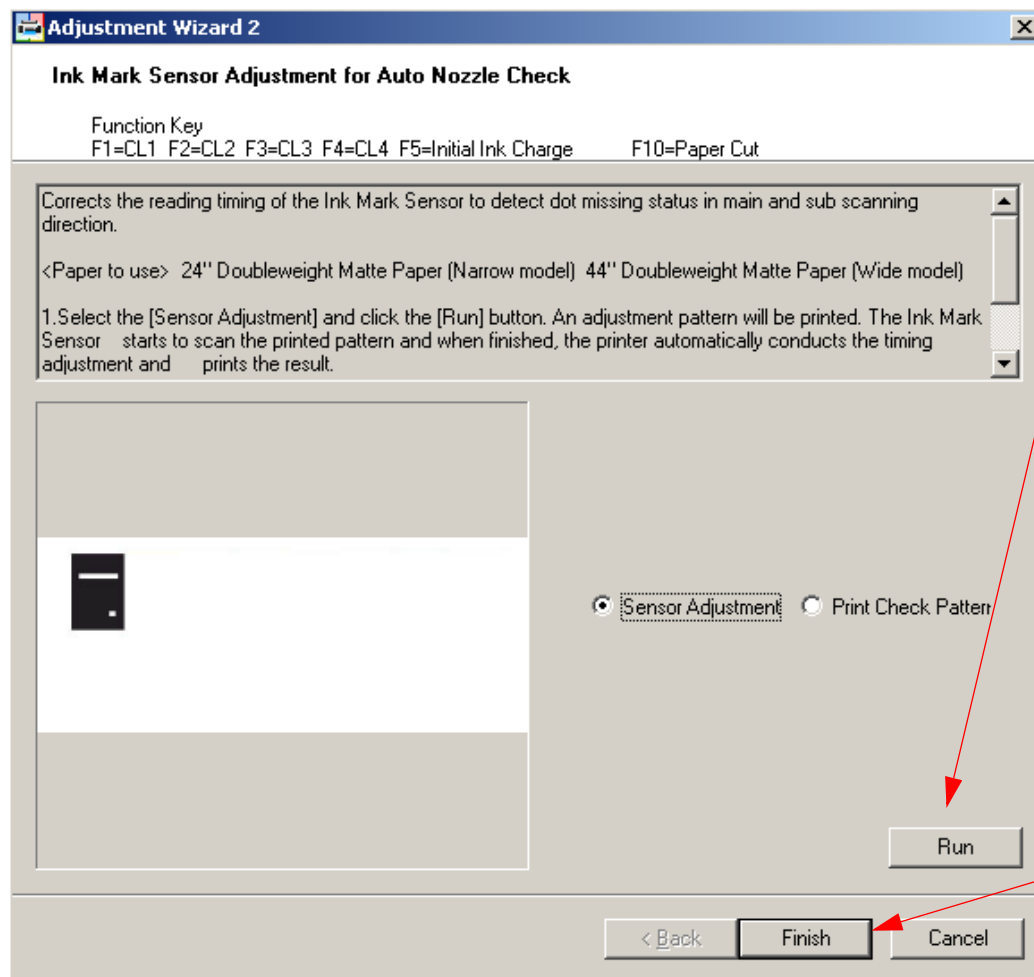 Adjustment Wizard 2
Ink Mark Sensor Adjustment for Auto Nozzle Check
Function Key
F1=CL1 F2=CL2 F3=CL3 F4=CL4 F5=Initial Ink Charge F10=Paper Cut
Corrects the reading timing of the Ink Mark Sensor to detect dot missing status in main and sub scanning
direction.
<Paper to use> 24'' Doubleweight Matte Paper (Narrow model) 44'' Doubleweight Matte Paper (Wide model)
1.Select the [Sensor Adjustment] and click the [Run] button. An adjustment pattern will be printed. The Ink Mark
Sensor starts to scan the printed pattern and when finished, the printer automatically conducts the timing
adjustment and prints the result.
Sensor Adjustment Print Check Pattern
Run
< Back Finish Cancel